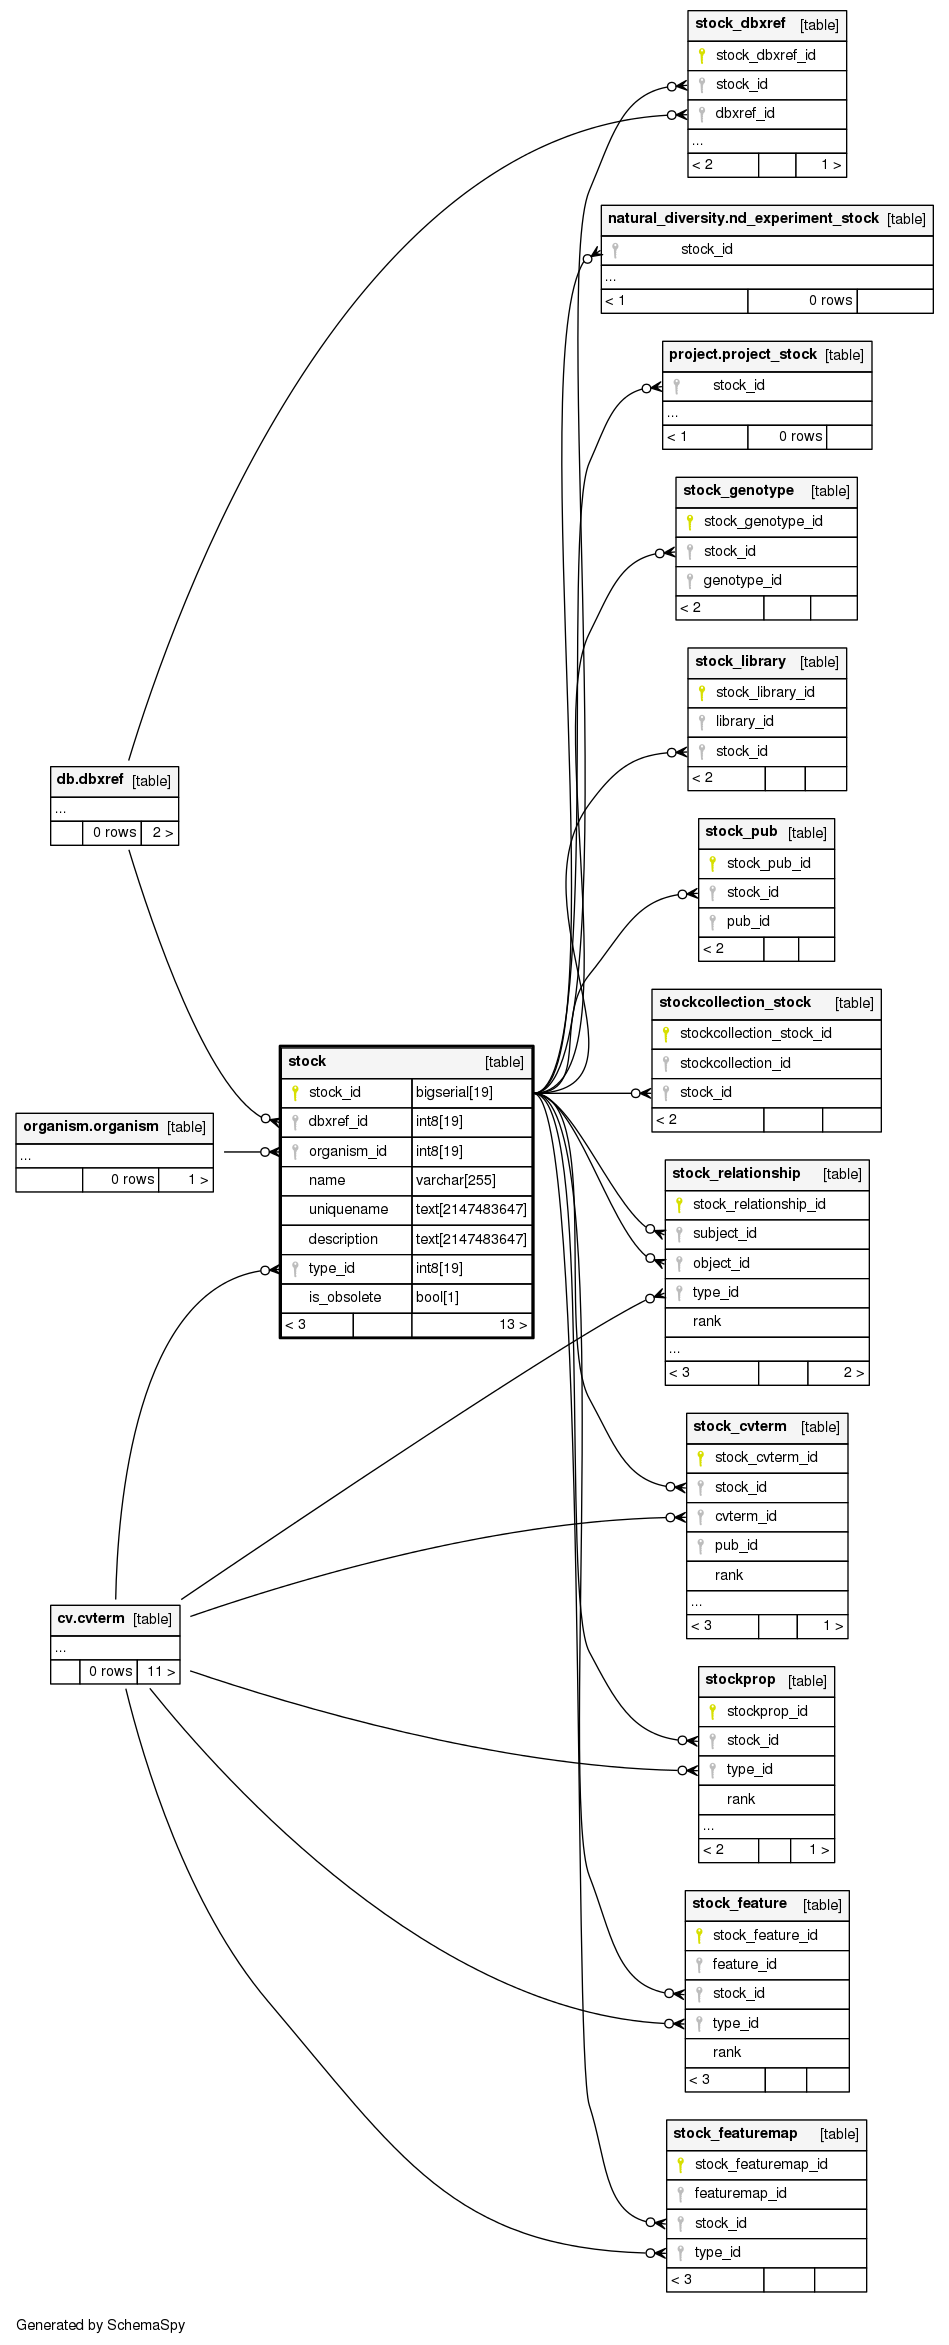 stock_dbxref [table]
stock_dbxref_id
stock_id
dbxref_id
...
< 2 1 >
natural_diversity.nd_experiment_stock [table]
stock_id
...
< 1 0 rows
project.project_stock [table]
stock_id
...
< 1 0 rows
stock_genotype [table]
stock_genotype_id
stock_id
genotype_id
< 2
stock_library [table]
stock_library_id
library_id
stock_id
< 2
db.dbxref [table]
...
0 rows 2 >
stock_pub [table]
stock_pub_id
stock_id
pub_id
< 2
stockcollection_stock [table]
stockcollection_stock_id
stockcollection_id
stock_id
< 2
stock [table]
stock_id bigserial[19]
dbxref_id int8[19]
organism_id int8[19]
name varchar[255]
uniquename text[2147483647]
description text[2147483647]
type_id int8[19]
is_obsolete bool[1]
< 3 13 >
organism.organism [table]
...
0 rows 1 >
stock_relationship [table]
stock_relationship_id
subject_id
object_id
type_id
rank
...
< 3 2 >
stock_cvterm [table]
stock_cvterm_id
stock_id
cvterm_id
pub_id
rank
...
< 3 1 >
cv.cvterm [table]
...
0 rows 11 >
stockprop [table]
stockprop_id
stock_id
type_id
rank
...
< 2 1 >
stock_feature [table]
stock_feature_id
feature_id
stock_id
type_id
rank
< 3
stock_featuremap [table]
stock_featuremap_id
featuremap_id
stock_id
type_id
< 3
Generated by SchemaSpy